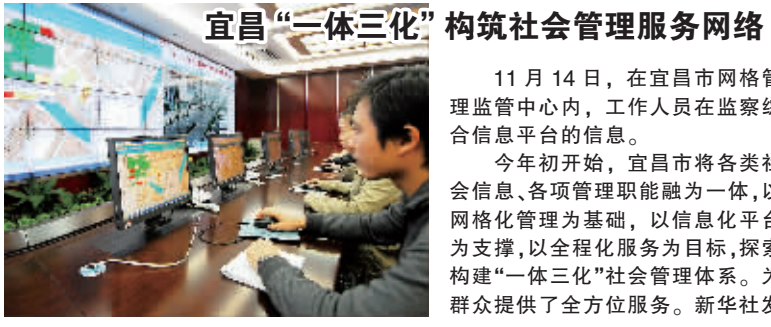 宜昌“一体三化”构筑社会管理服务网络
11月14日，在宜昌市网格管
理监管中心内，工作人员在监察综
合信息平台的信息。
今年初开始，宜昌市将各类社
会信息、各项管理职能融为一体，以
网格化管理为基础，以信息化平台
为支撑，以全程化服务为目标，探索
构建“一体三化”社会管理体系。为
群众提供了全方位服务。新华社发